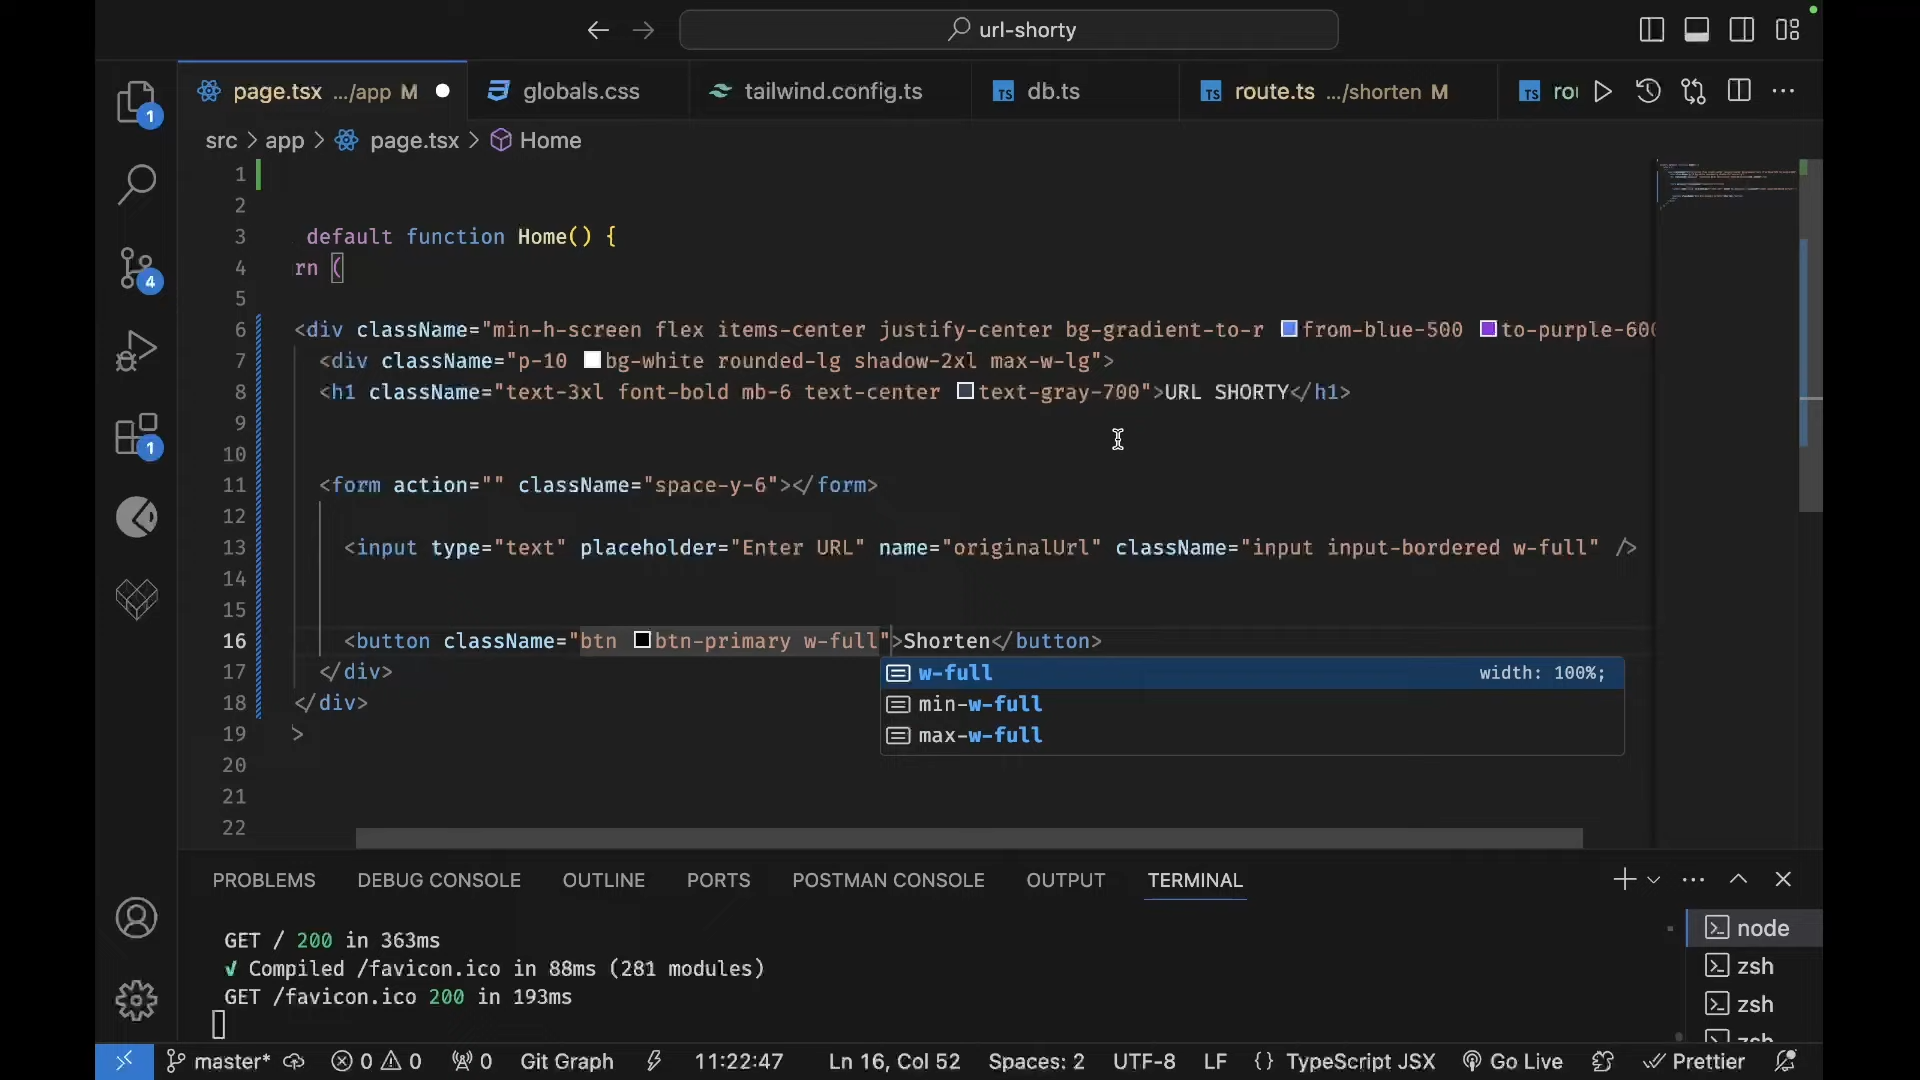 url-shorty
page.tsx .../app M
globals.css
tailwind.config.ts
TS db.ts
TS route.ts .../shorten M
TS rou
1
src > app > page.tsx > Home
1
2
3 default function Home() {
4 rn (
5
6 <div className="min-h-screen flex items-center justify-center bg-gradient-to-r from-blue-500 to-purple-600
7 <div className="p-10 bg-white rounded-lg shadow-2xl max-w-lg">
8 <h1 className="text-3xl font-bold mb-6 text-center text-gray-700">URL SHORTY</h1>
9
10
11 <form action="" className="space-y-6"></form>
12
13 <input type="text" placeholder="Enter URL" name="originalUrl" className="input input-bordered w-full" />
14
15
16 <button className="btn btn-primary w-full">Shorten</button>
17 </div>
w-full width: 100%;
18 </div>
min-w-full
19 >
max-w-full
20
21
22
4
1
PROBLEMS DEBUG CONSOLE OUTLINE PORTS POSTMAN CONSOLE OUTPUT TERMINAL
GET / 200 in 363ms
✓ Compiled /favicon.ico in 88ms (281 modules)
GET /favicon.ico 200 in 193ms
node
zsh
zsh
zsh
master* 0 0 0 Git Graph 11:22:47 Ln 16, Col 52 Spaces: 2 UTF-8 LF {} TypeScript JSX Go Live Prettier